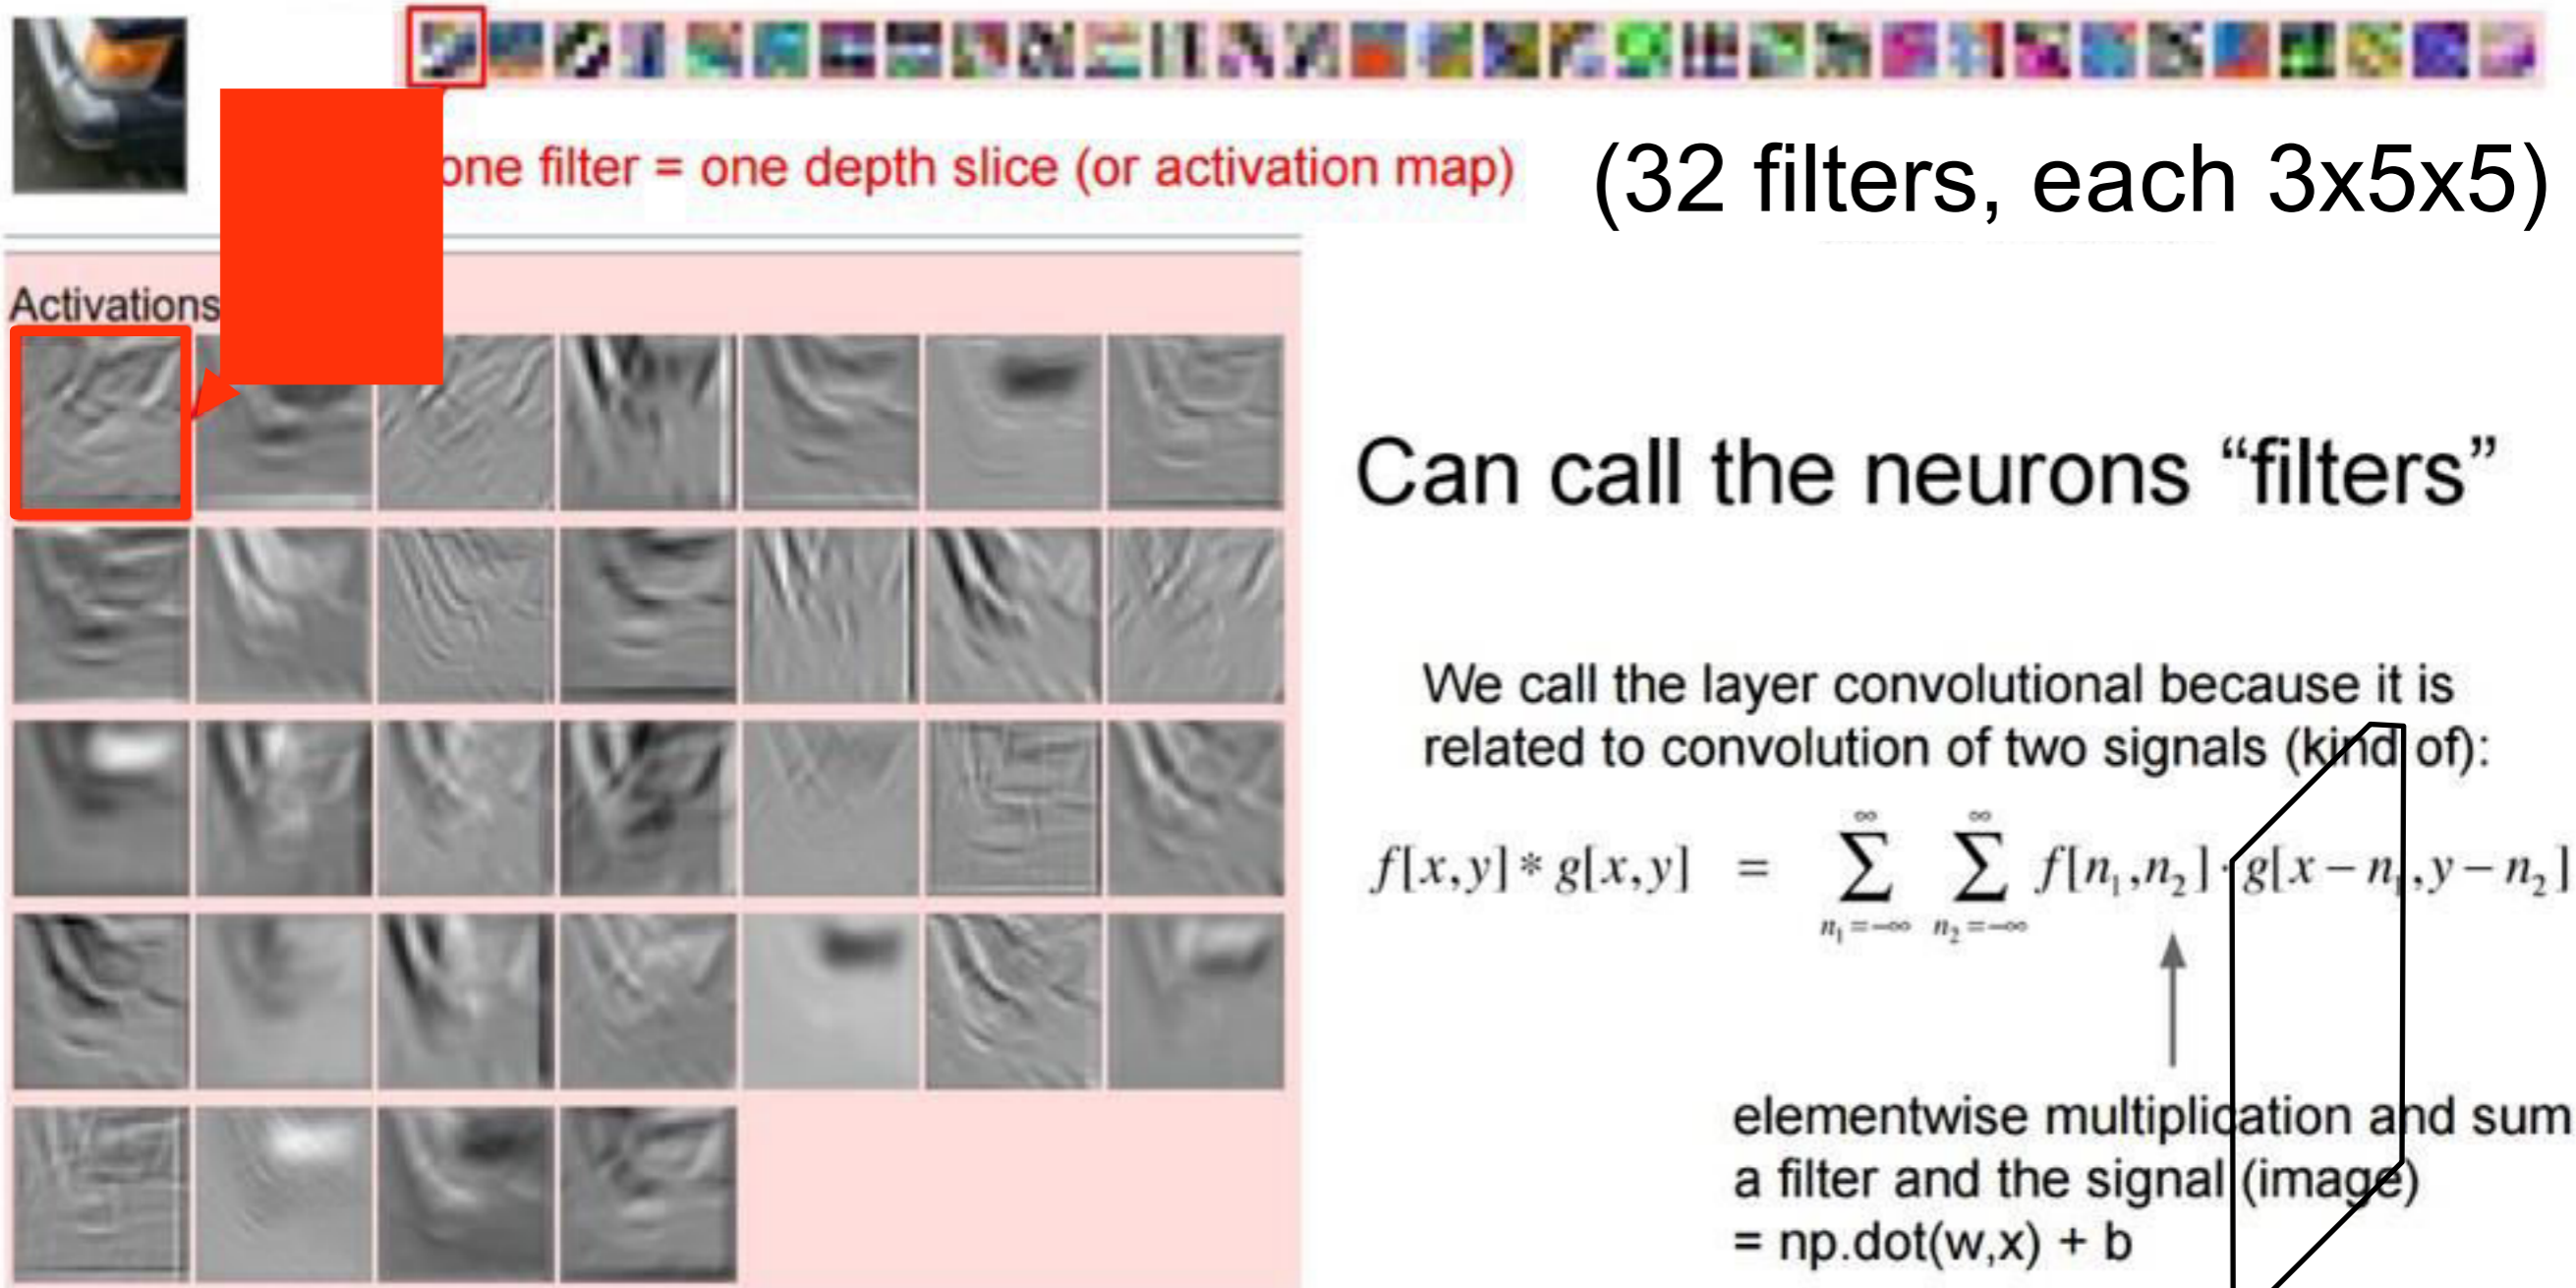 one filter = one depth slice (or activation map)
(32 filters, each 3x5x5)
Activations
Can call the neurons “filters”
We call the layer convolutional because it is
related to convolution of two signals (kind of):
f[x,y] * g[x,y] = ∑ ∑ f[n₁,n₂] · g[x − n₁, y − n₂]
∞ ∞
n₁ = −∞ n₂ = −∞
elementwise multiplication and sum
a filter and the signal (image)
= np.dot(w,x) + b